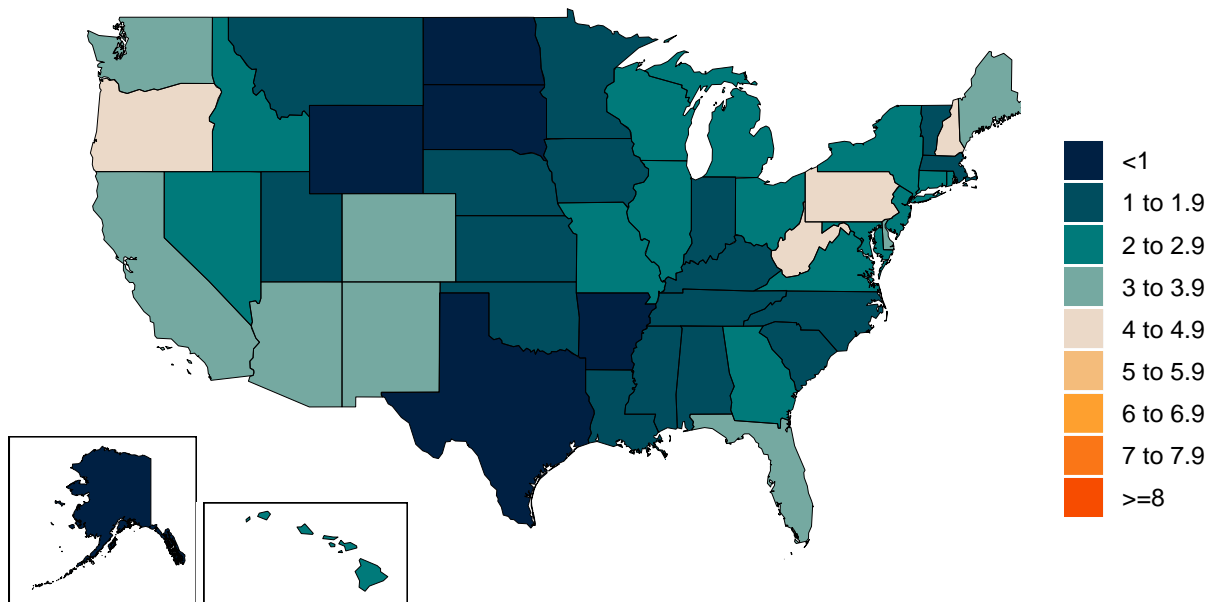 <1
1 to 1.9
2 to 2.9
3 to 3.9
4 to 4.9
5 to 5.9
6 to 6.9
7 to 7.9
>=8